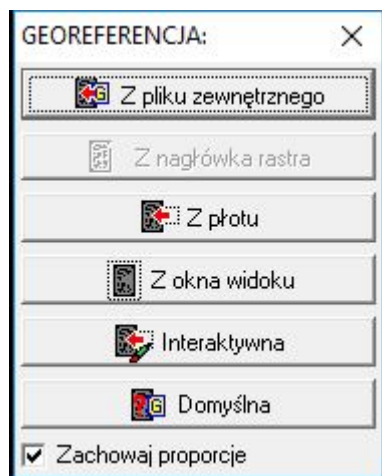 GEOREFERENCJA:
Z pliku zewnętrznego
Z nagłówka rastra
Z płotu
Z okna widoku
Interaktywna
Domyślna
Zachowaj proporcje